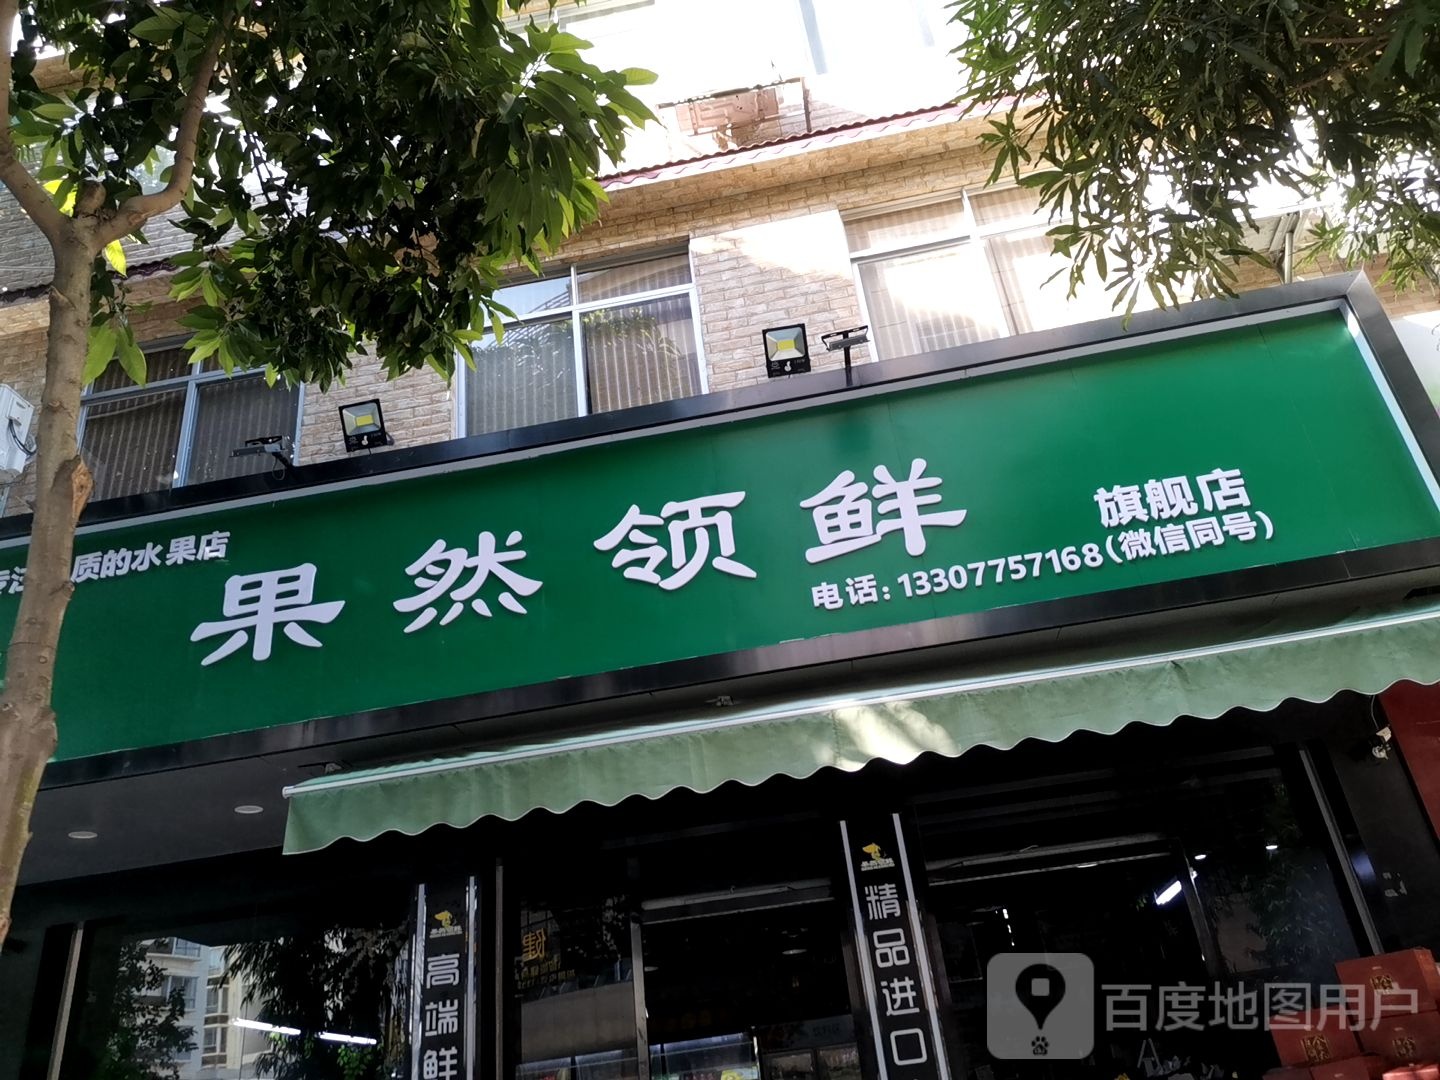 质的水果店
果然领鲜
旗舰店
电话:13307757168(微信同号)
高端鲜
精品进口
百度地图用户